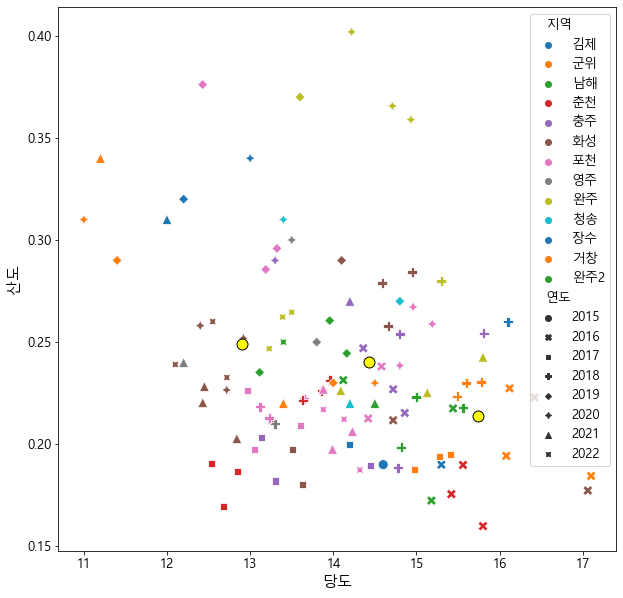 0.40
0.35
0.30
0.25
0.20
0.15
산도
11
12
13
14
15
16
17
당도
지역
김제
군위
남해
춘천
충주
화성
포천
영주
완주
청송
장수
거창
완주2
연도
2015
2016
2017
2018
2019
2020
2021
2022